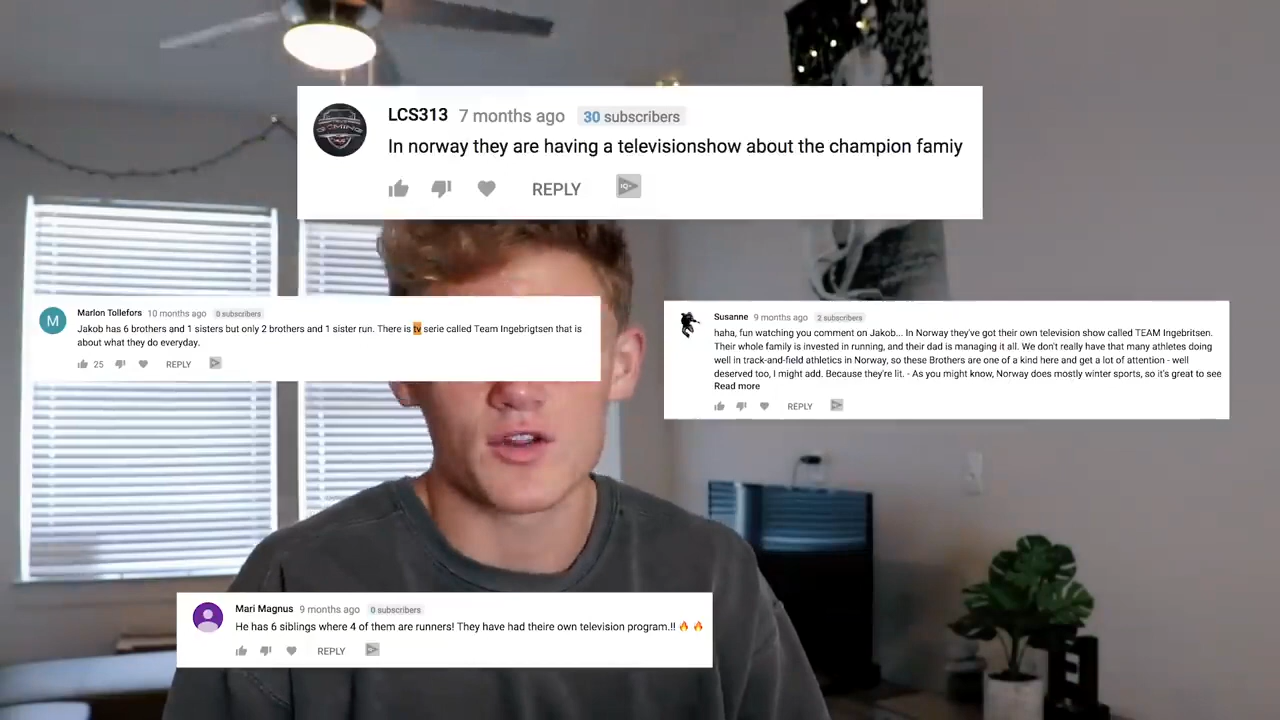 LCS313 7 months ago 30 subscribers
In norway they are having a televisionshow about the champion famiy
REPLY
Marlon Tollefors 10 months ago 0 subscribers
M
Jakob has 6 brothers and 1 sisters but only 2 brothers and 1 sister run. There is tv serie called Team Ingebrigtsen that is
about what they do everyday.
25 REPLY
Susanne 9 months ago 2 subscribers
haha, fun watching you comment on Jakob... In Norway they've got their own television show called TEAM Ingebritsen.
Their whole family is invested in running, and their dad is managing it all. We don't really have that many athletes doing
well in track-and-field athletics in Norway, so these Brothers are one of a kind here and get a lot of attention - well
deserved too, I might add. Because they're lit. - As you might know, Norway does mostly winter sports, so it's great to see
Read more
REPLY
Mari Magnus 9 months ago 0 subscribers
He has 6 siblings where 4 of them are runners! They have had theire own television program.!! 🔥 🔥
REPLY